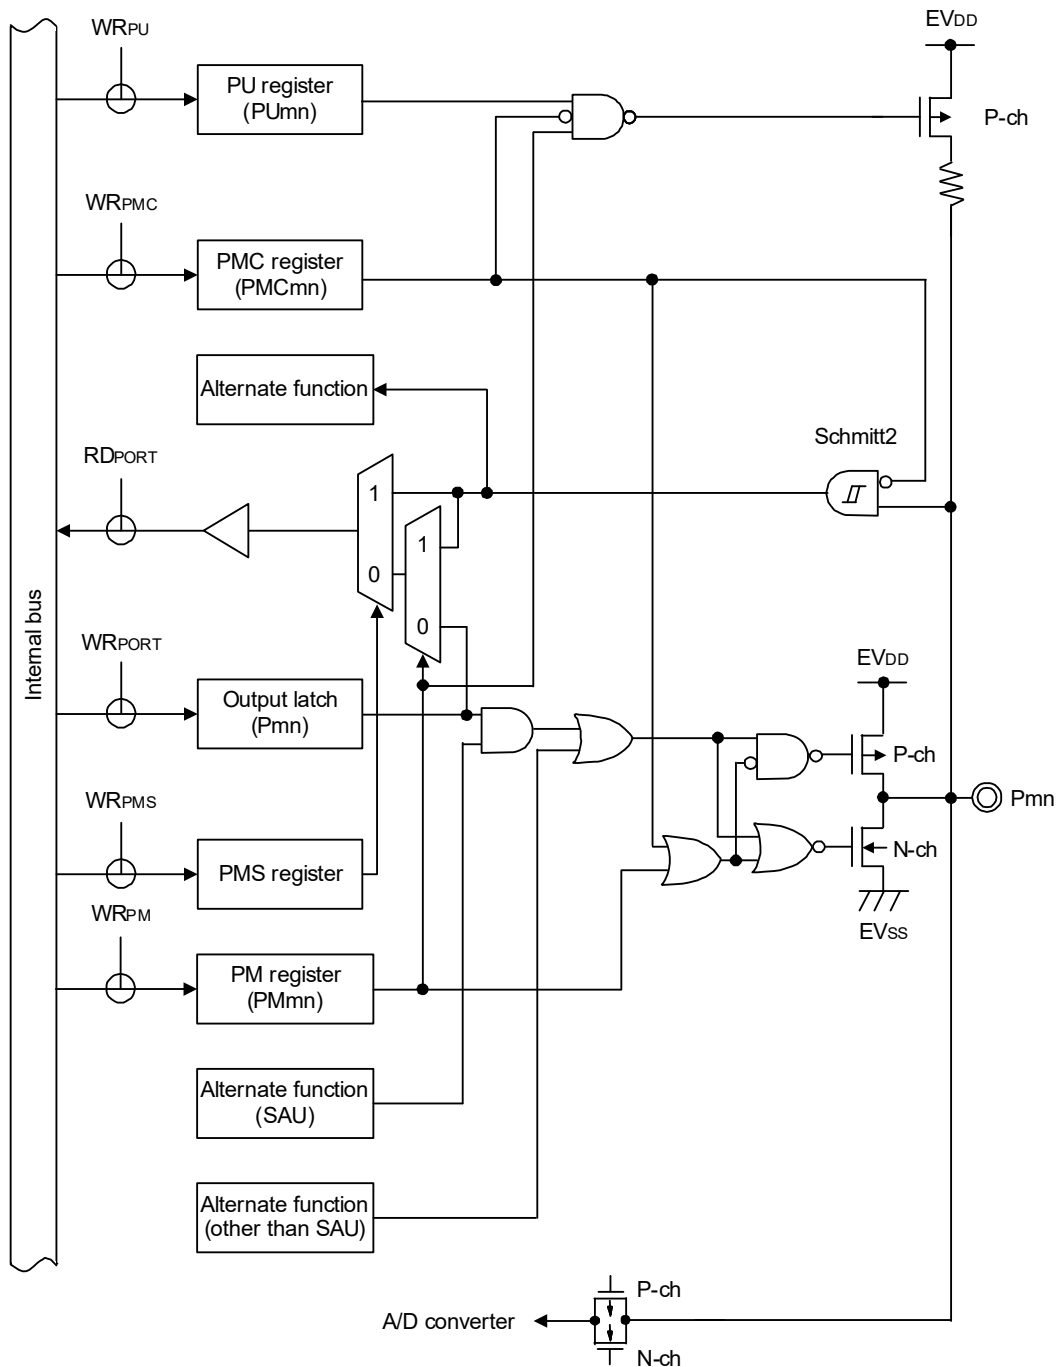 WRPU
EVDD
PU register
(PUmn)
P-ch
WRPMC
PMC register
(PMCmn)
Alternate function
Schmitt2
RDPORT
1
1
0
0
Internal bus
WRPORT
EVDD
Output latch
(Pmn)
P-ch
Pmn
WRPMS
N-ch
PMS register
WRPM
EVSS
PM register
(PMmn)
Alternate function
(SAU)
Alternate function
(other than SAU)
P-ch
A/D converter
N-ch